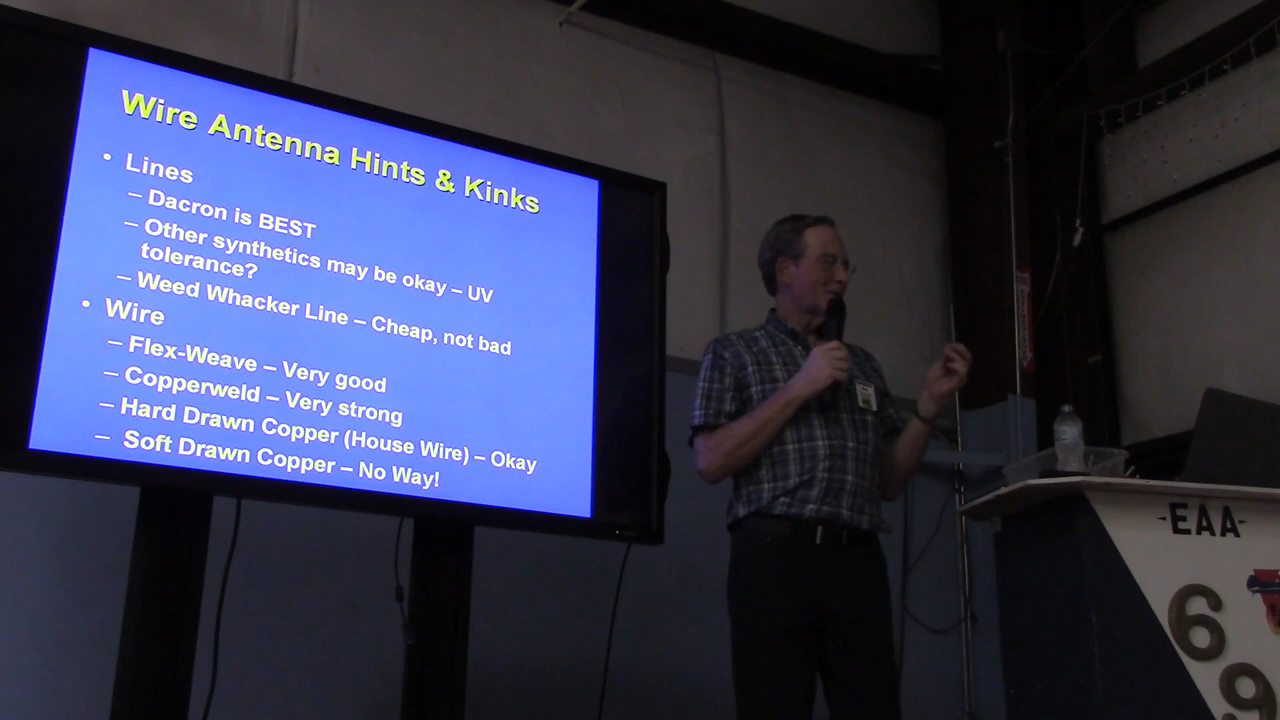 Wire Antenna Hints & Kinks
• Lines
– Dacron is BEST
– Other synthetics may be okay – UV
tolerance?
– Weed Whacker Line – Cheap, not bad
• Wire
– Flex-Weave – Very good
– Copperweld – Very strong
– Hard Drawn Copper (House Wire) – Okay
– Soft Drawn Copper – No Way!
-EAA-
6
9